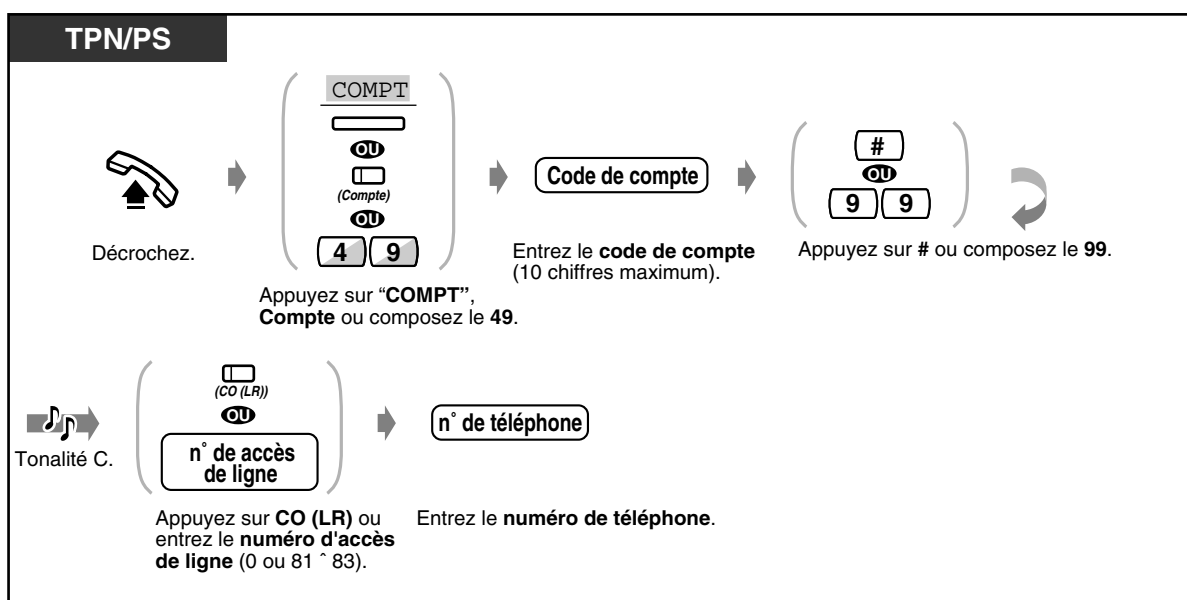 TPN/PS
COMPT
OU
(Compte)
OU
4 9
Code de compte
#
OU
9 9
Décrochez.
Appuyez sur “COMPT”,
Compte ou composez le 49.
Entrez le code de compte
(10 chiffres maximum).
Appuyez sur # ou composez le 99.
Tonalité C.
(CO (LR))
OU
n° de accès
de ligne
n° de téléphone
Appuyez sur CO (LR) ou
entrez le numéro d'accès
de ligne (0 ou 81 ˆ 83).
Entrez le numéro de téléphone.